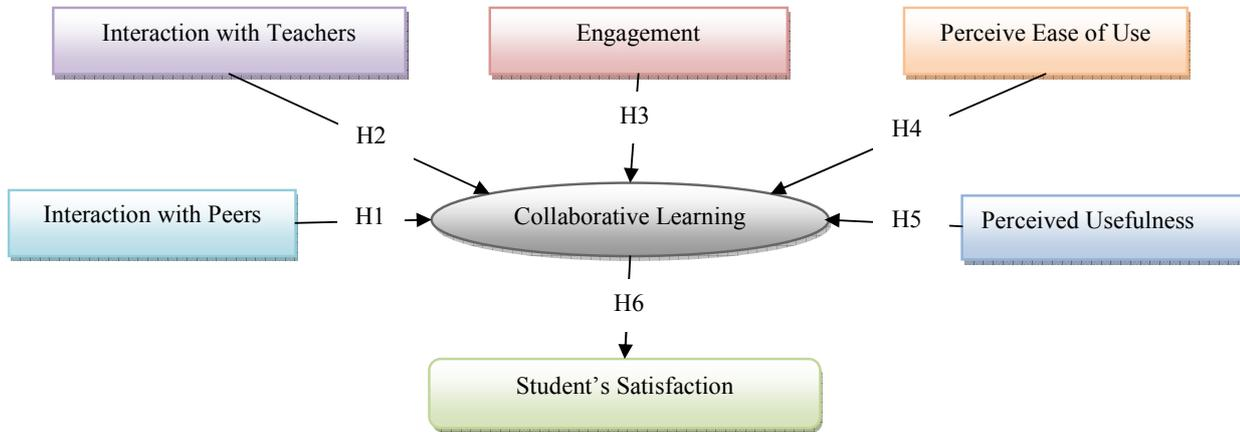 Interaction with Teachers
Engagement
Perceive Ease of Use
H3
H2
H4
Interaction with Peers
H1
Collaborative Learning
H5
Perceived Usefulness
H6
Student’s Satisfaction